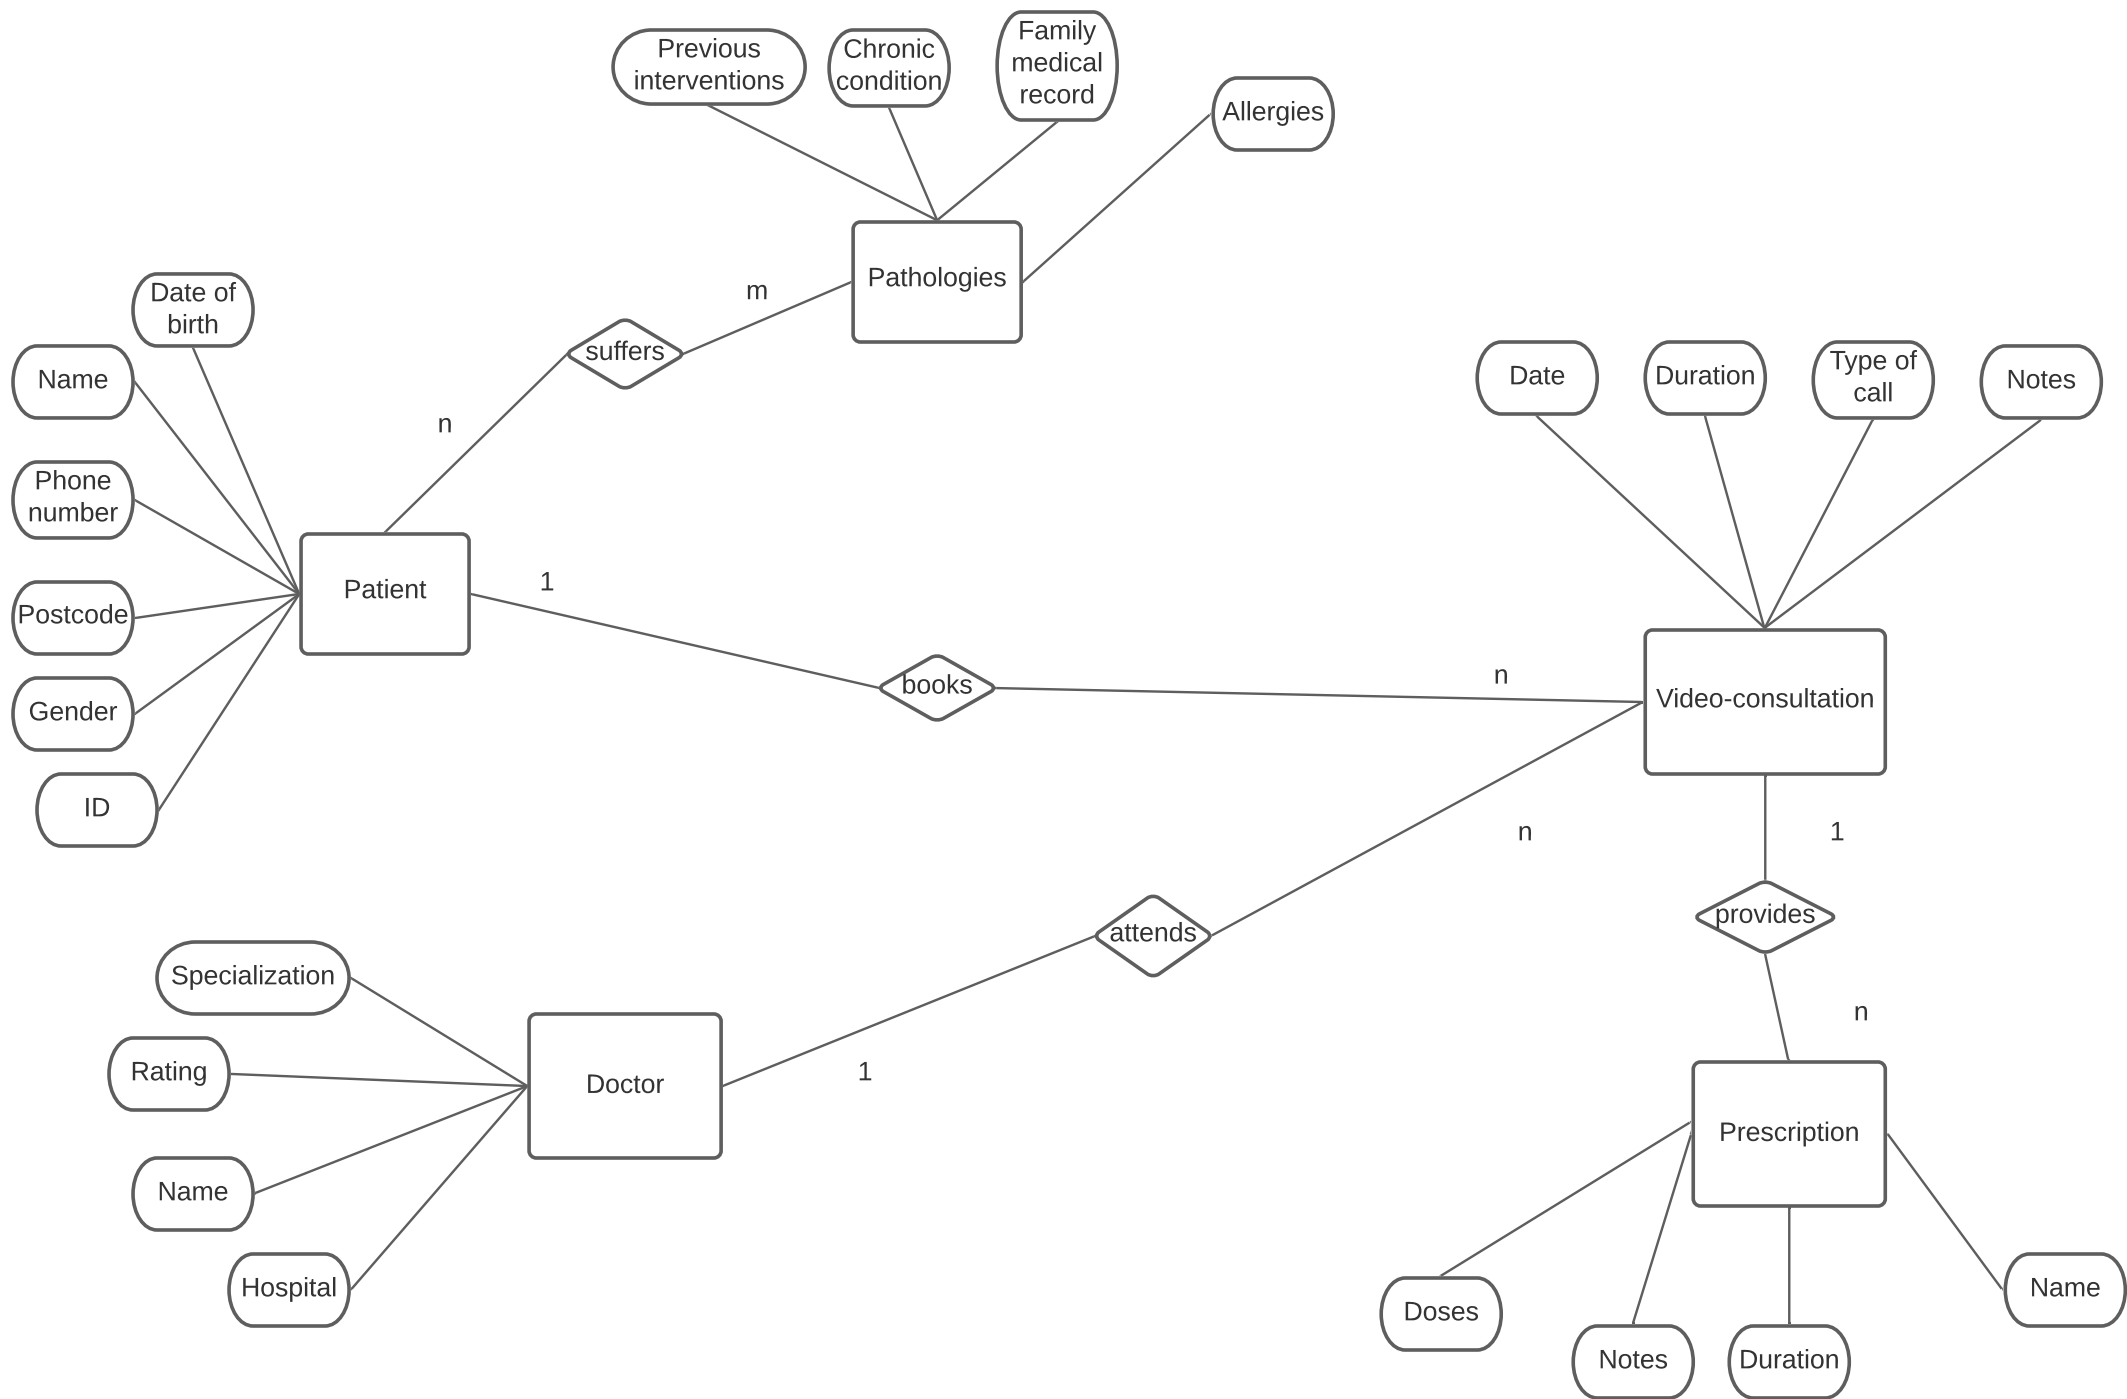 Previous
interventions
Chronic
condition
Family
medical
record
Allergies
Pathologies
m
suffers
n
Date of
birth
Name
Phone
number
Postcode
Gender
ID
Patient
1
books
n
Date
Duration
Type of
call
Notes
Video-consultation
n
1
attends
provides
1
n
Specialization
Rating
Name
Hospital
Doctor
Prescription
Doses
Notes
Duration
Name